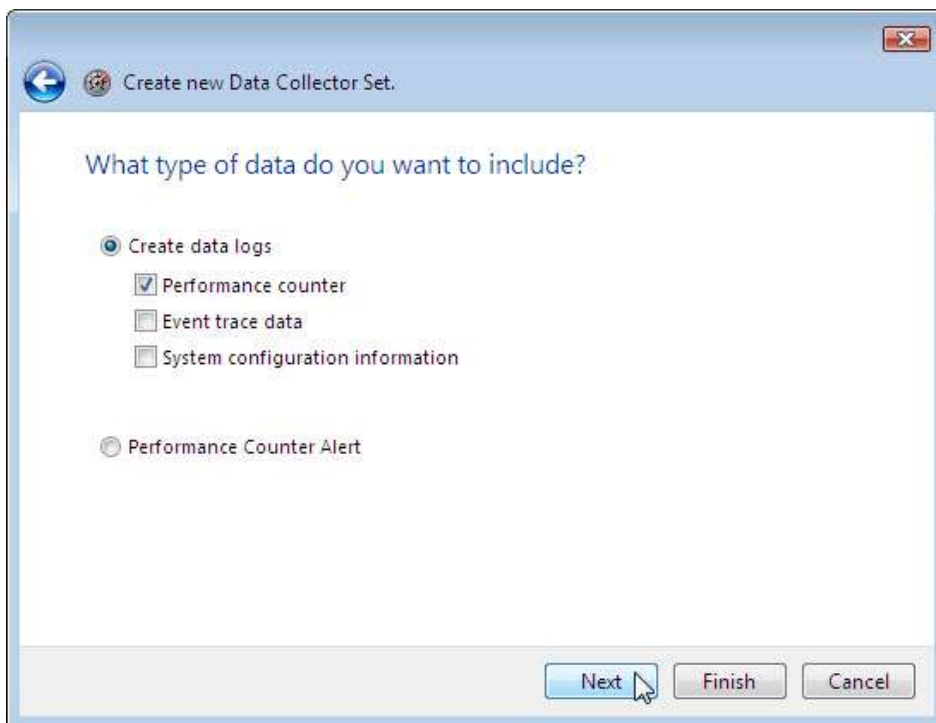 Create new Data Collector Set.
What type of data do you want to include?
Create data logs
Performance counter
Event trace data
System configuration information
Performance Counter Alert
Next Finish Cancel